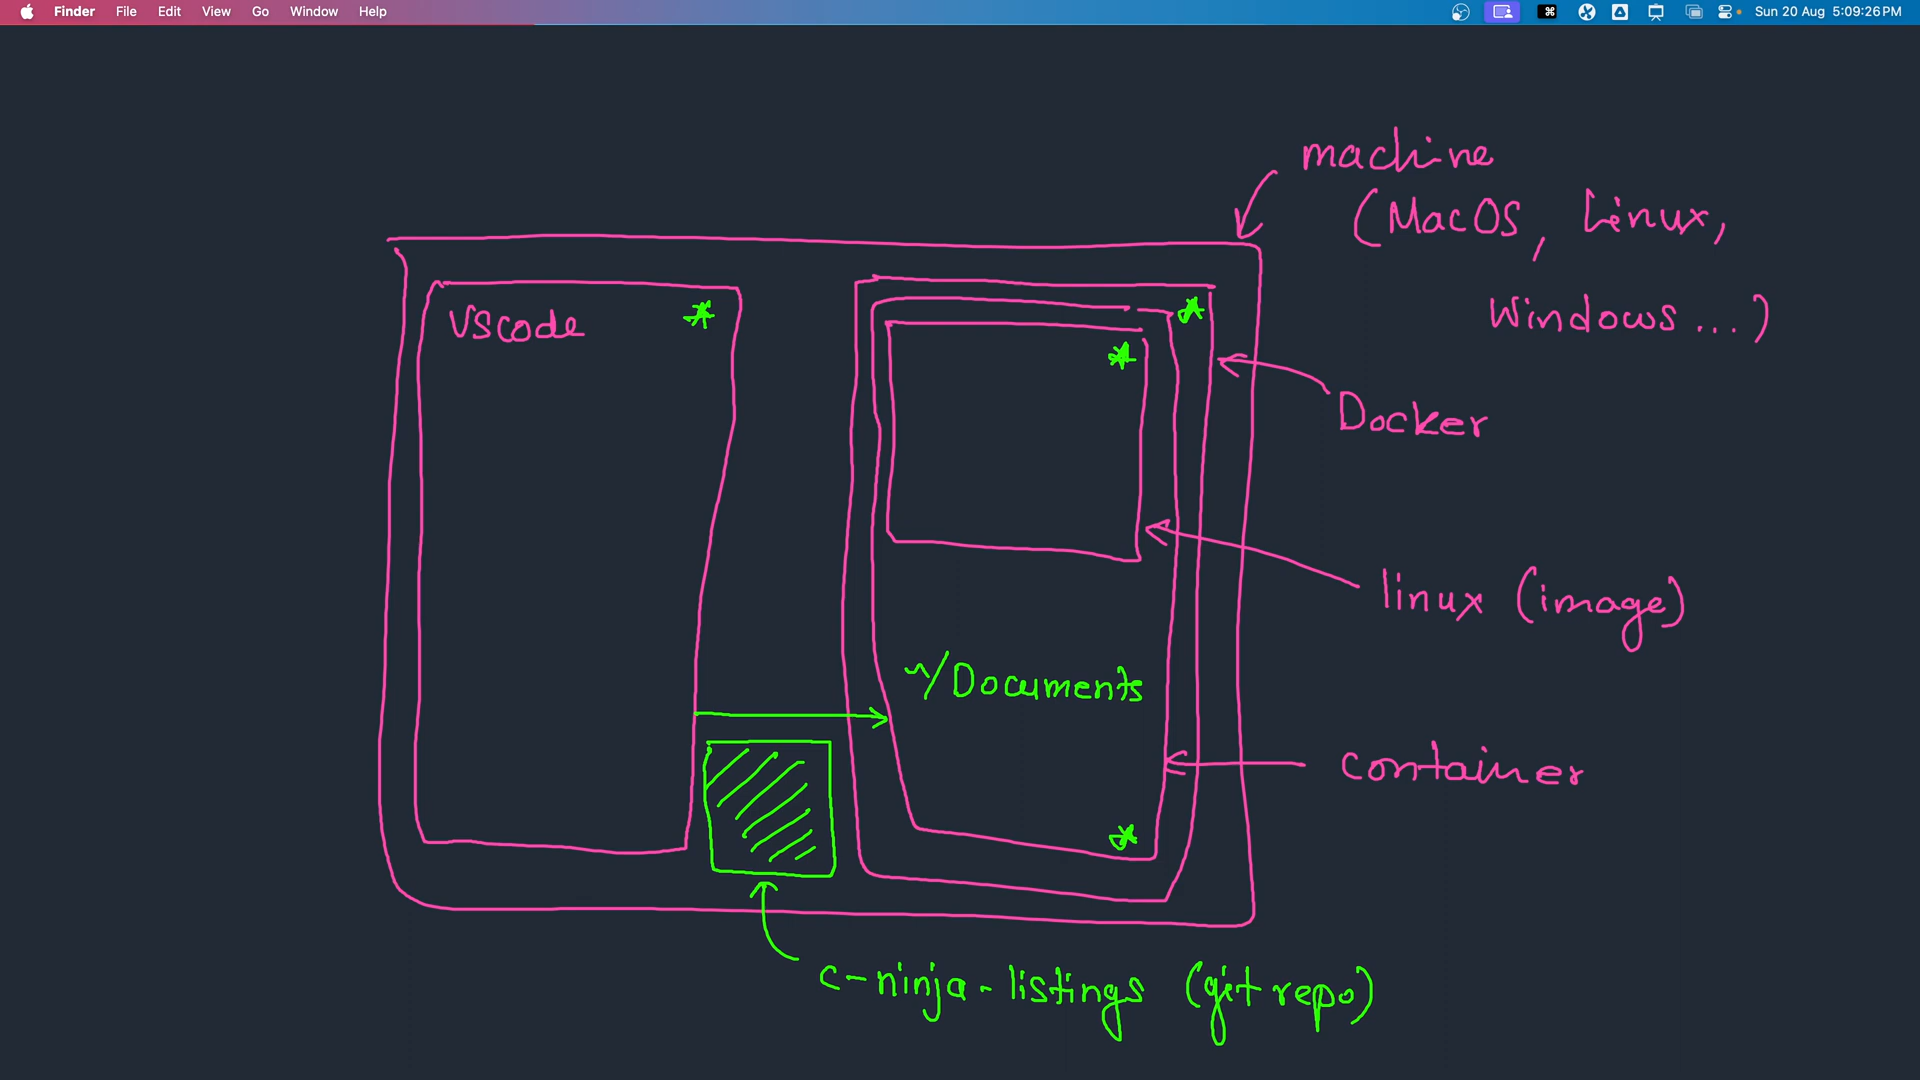 Finder File Edit View Go Window Help
Sun 20 Aug 5:09:26 PM
machine
(MacOS, Linux,
Windows...)
Vscode
Docker
linux (image)
~/Documents
container
c-ninja-listings (git repo)